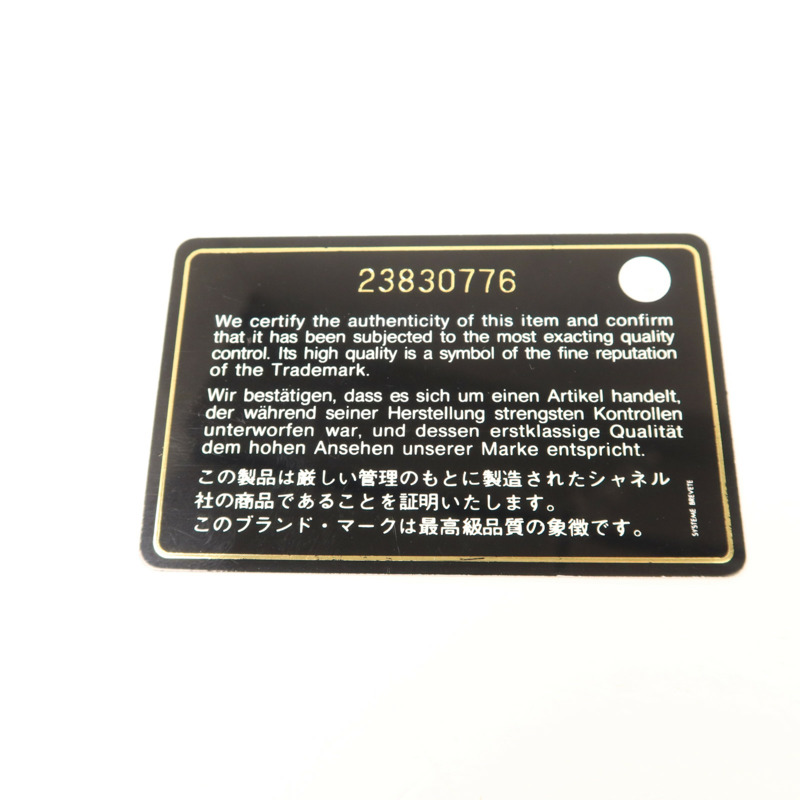 23830776
We certify the authenticity of this item and confirm
that it has been subjected to the most exacting quality
control. Its high quality is a symbol of the fine reputation
of the Trademark.
Wir bestätigen, dass es sich um einen Artikel handelt,
der während seiner Herstellung strengsten Kontrollen
unterworfen war, und dessen erstklassige Qualität
dem hohen Ansehen unserer Marke entspricht.
この製品は厳しい管理のもとに製造されたシャネル
社の商品であることを証明いたします。
このブランド・マークは最高級品質の象徴です。
SYSTEME BREVETE